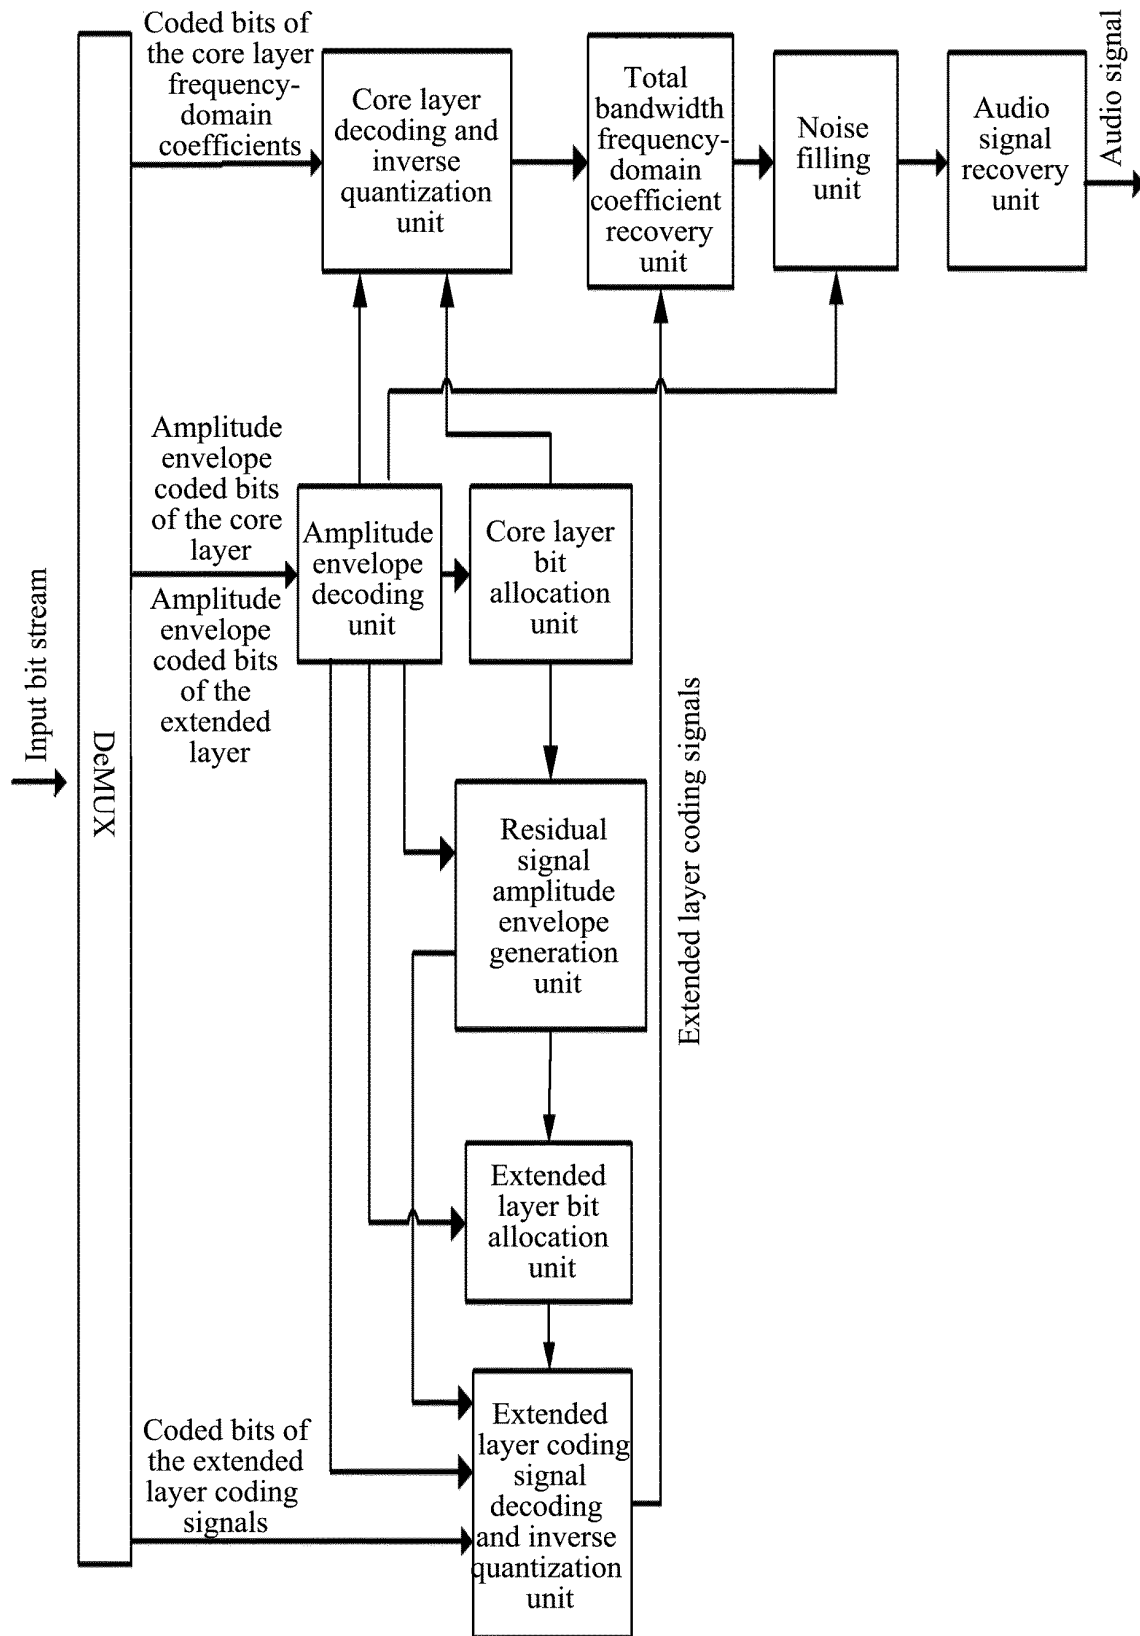 Coded bits of
the core layer
frequency-
domain
coefficients
Core layer
decoding and
inverse
quantization
unit
Total
bandwidth
frequency-
domain
coefficient
recovery
unit
Noise
filling
unit
Audio
signal
recovery
unit
Audio signal
Amplitude
envelope
coded bits
of the core
layer
Amplitude
envelope
coded bits
of the
extended
layer
Amplitude
envelope
decoding
unit
Core layer
bit
allocation
unit
Input bit stream
DeMUX
Residual
signal
amplitude
envelope
generation
unit
Extended layer coding signals
Extended
layer bit
allocation
unit
Coded bits of
the extended
layer coding
signals
Extended
layer coding
signal
decoding
and inverse
quantization
unit